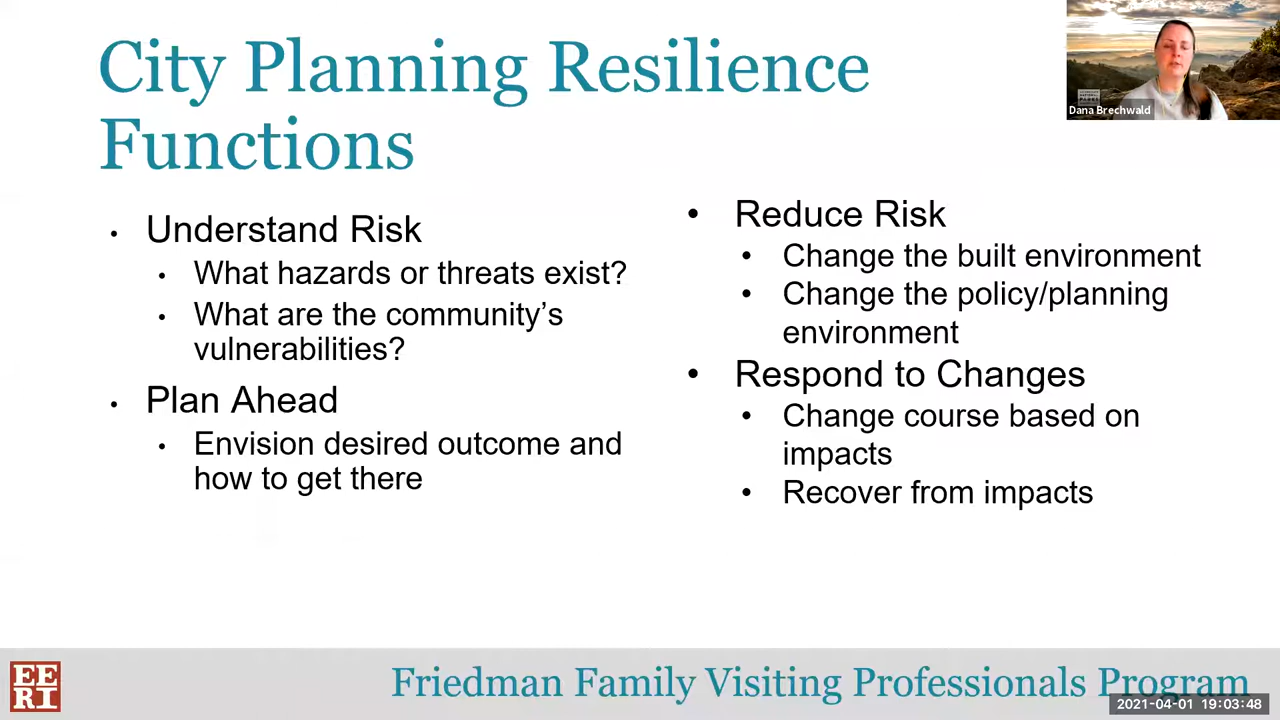 City Planning Resilience
Functions
Dana Brechwald
• Understand Risk
• What hazards or threats exist?
• What are the community’s
vulnerabilities?
• Plan Ahead
• Envision desired outcome and
how to get there
• Reduce Risk
• Change the built environment
• Change the policy/planning
environment
• Respond to Changes
• Change course based on
impacts
• Recover from impacts
EE
RI
Friedman Family Visiting Professionals Program
2021-04-01 19:03:48